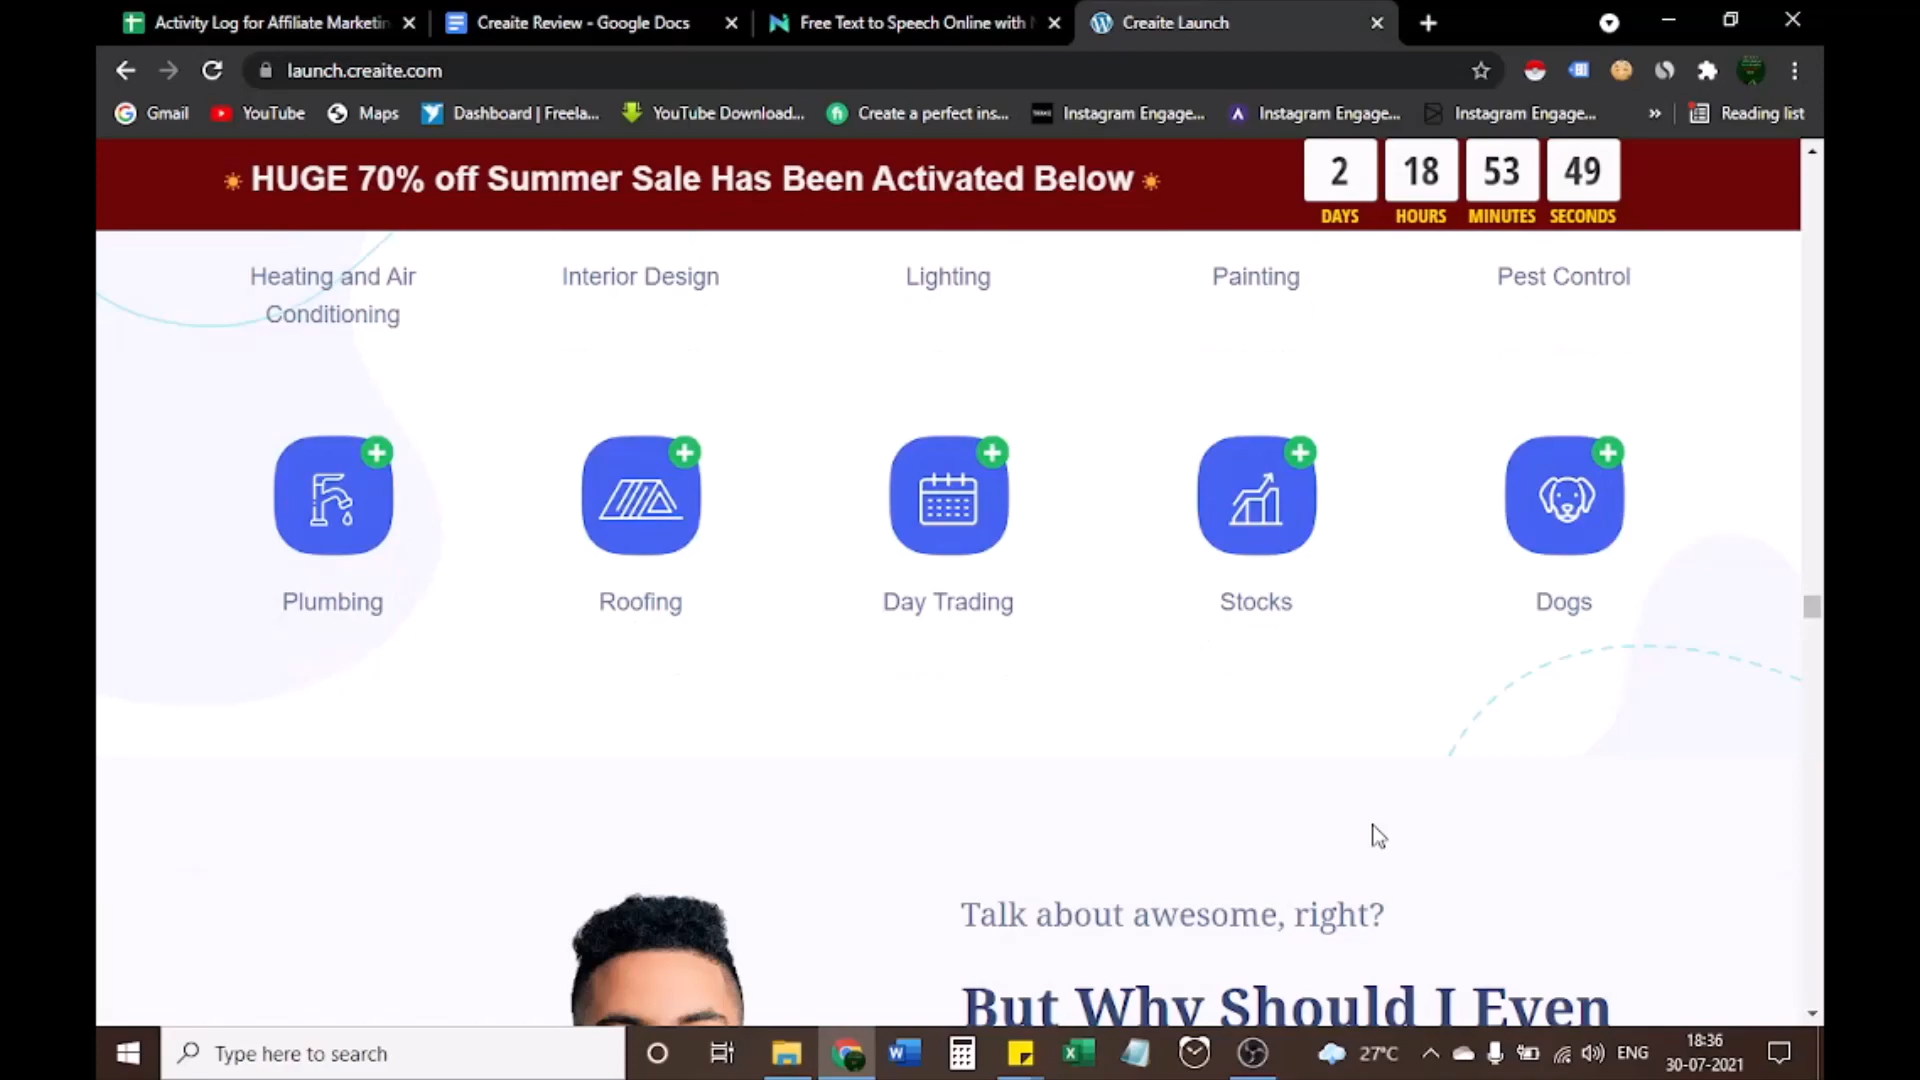 Activity Log for Affiliate Marketin
Creaite Review - Google Docs
Free Text to Speech Online with
Creaite Launch
launch.creaite.com
Gmail
YouTube
Maps
Dashboard | Freela...
YouTube Download...
Create a perfect ins...
Instagram Engage...
Instagram Engage...
Instagram Engage...
»
Reading list
HUGE 70% off Summer Sale Has Been Activated Below
2 18 53 49
DAYS HOURS MINUTES SECONDS
Heating and Air Conditioning
Interior Design
Lighting
Painting
Pest Control
Plumbing
Roofing
Day Trading
Stocks
Dogs
Talk about awesome, right?
But Why Should I Even
Type here to search
27°C
ENG
18:36
30-07-2021